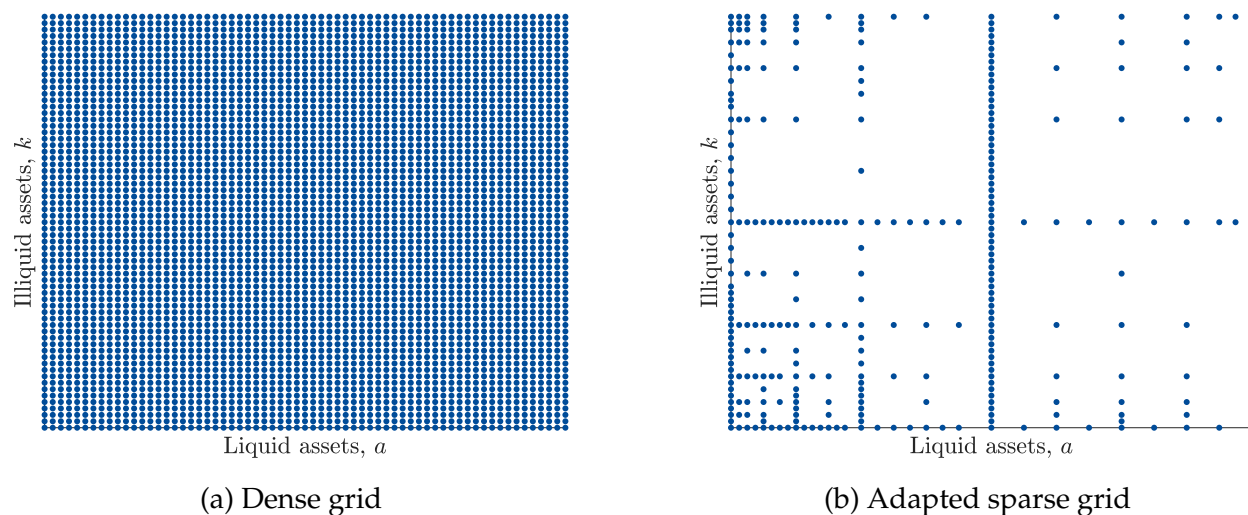 Illiquid assets, k
Liquid assets, a
(a) Dense grid
Illiquid assets, k
Liquid assets, a
(b) Adapted sparse grid